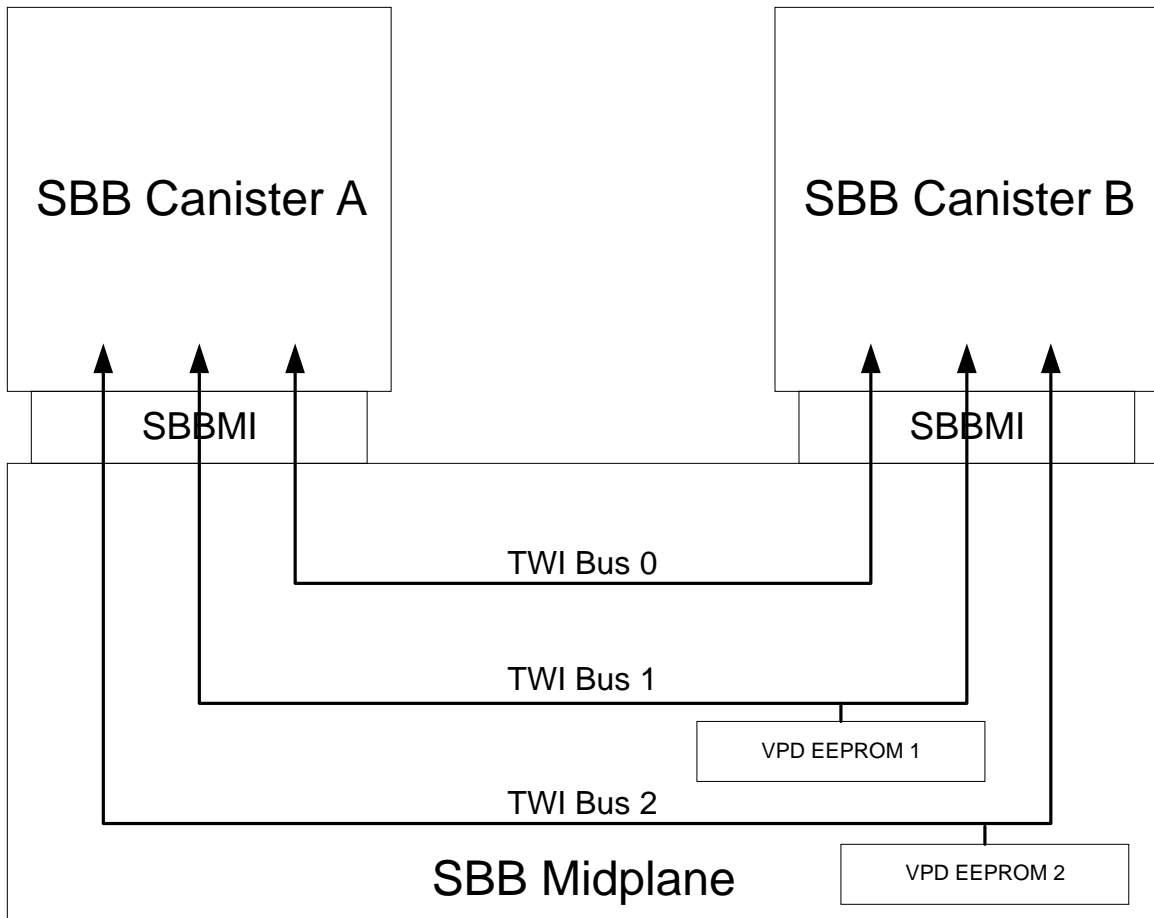 SBB Canister A
SBB Canister B
SBBMI
SBBMI
TWI Bus 0
TWI Bus 1
VPD EEPROM 1
TWI Bus 2
VPD EEPROM 2
SBB Midplane